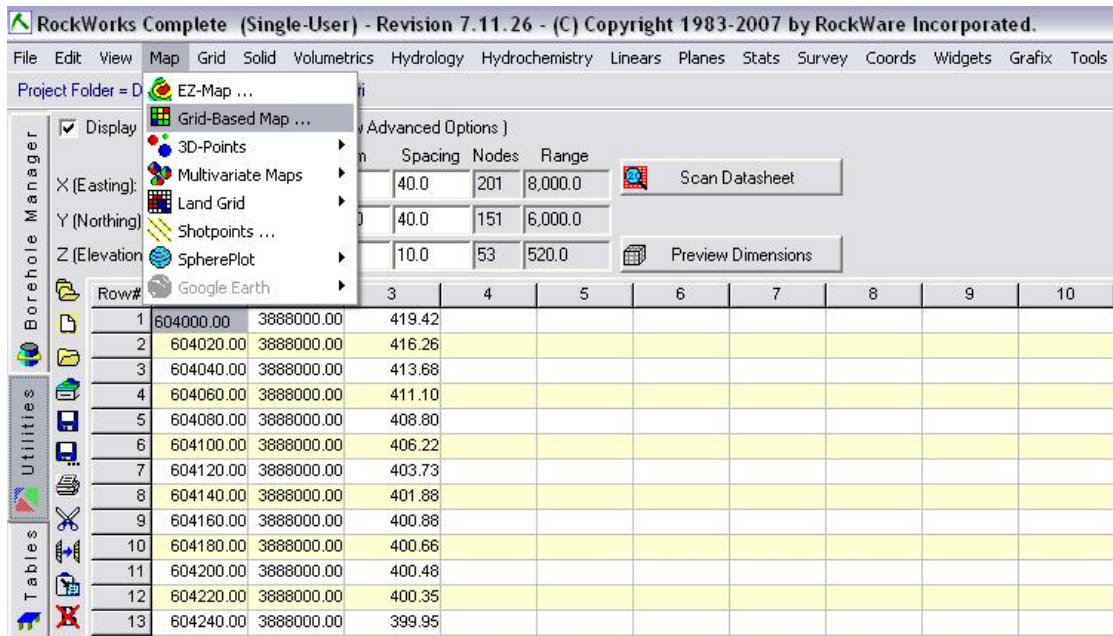 RockWorks Complete (Single-User) - Revision 7.11.26 - (C) Copyright 1983-2007 by RockWare Incorporated.
File Edit View Map Grid Solid Volumetrics Hydrology Hydrochemistry Linears Planes Stats Survey Coords Widgets Grafix Tools
Project Folder = D
EZ-Map ...
Grid-Based Map ...
3D-Points
Multivariate Maps
Land Grid
Shotpoints ...
SpherePlot
Google Earth
Display Advanced Options )
Spacing Nodes Range
X (Easting): 40.0 201 8,000.0 Scan Datasheet
Y (Northing) 40.0 151 6,000.0
Z (Elevation 10.0 53 520.0 Preview Dimensions
Borehole Manager
Utilities
Tables
Row# 3 4 5 6 7 8 9 10
1 604000.00 3888000.00 419.42
2 604020.00 3888000.00 416.26
3 604040.00 3888000.00 413.68
4 604060.00 3888000.00 411.10
5 604080.00 3888000.00 408.80
6 604100.00 3888000.00 406.22
7 604120.00 3888000.00 403.73
8 604140.00 3888000.00 401.88
9 604160.00 3888000.00 400.88
10 604180.00 3888000.00 400.66
11 604200.00 3888000.00 400.48
12 604220.00 3888000.00 400.35
13 604240.00 3888000.00 399.95